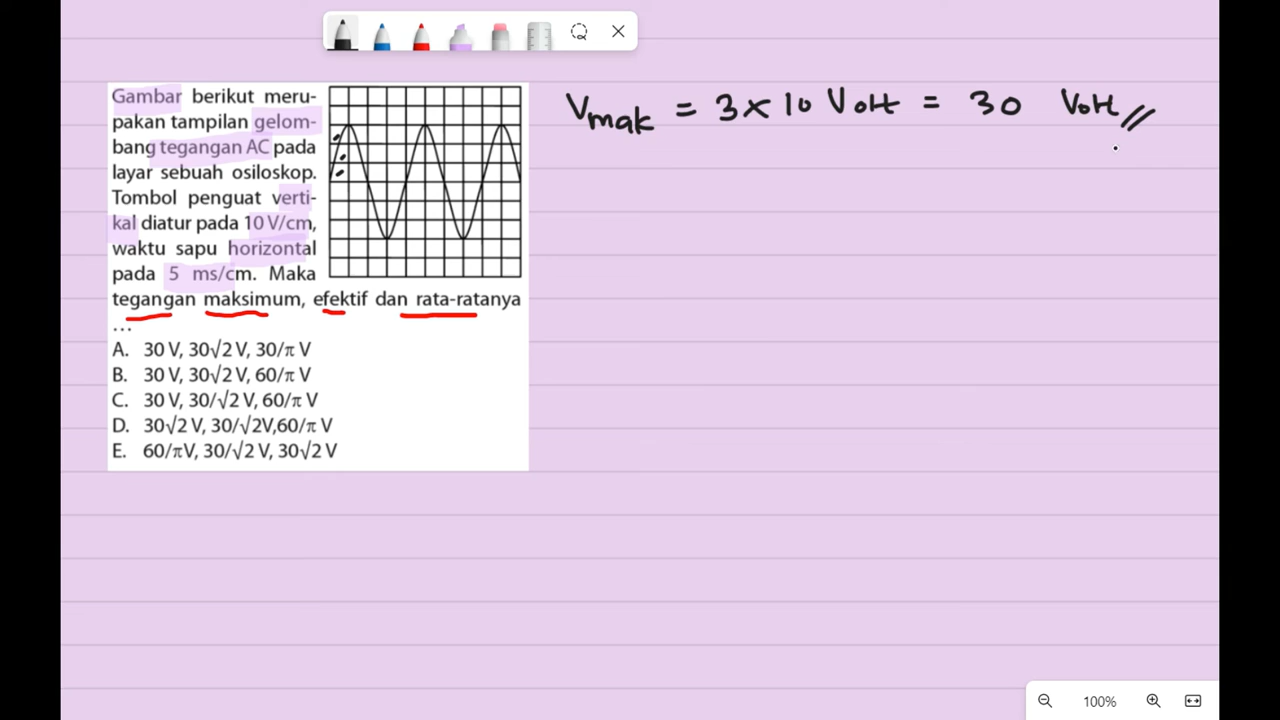 Gambar berikut meru-
pakan tampilan gelom-
bang tegangan AC pada
layar sebuah osiloskop.
Tombol penguat verti-
kal diatur pada 10 V/cm,
waktu sapu horizontal
pada 5 ms/cm. Maka
tegangan maksimum, efektif dan rata-ratanya
...
A. 30 V, 30√2 V, 30/π V
B. 30 V, 30√2 V, 60/π V
C. 30 V, 30/√2 V, 60/π V
D. 30√2 V, 30/√2V,60/π V
E. 60/πV, 30/√2 V, 30√2 V
Vmak = 3 x 10 Volt = 30 Volt //
100%